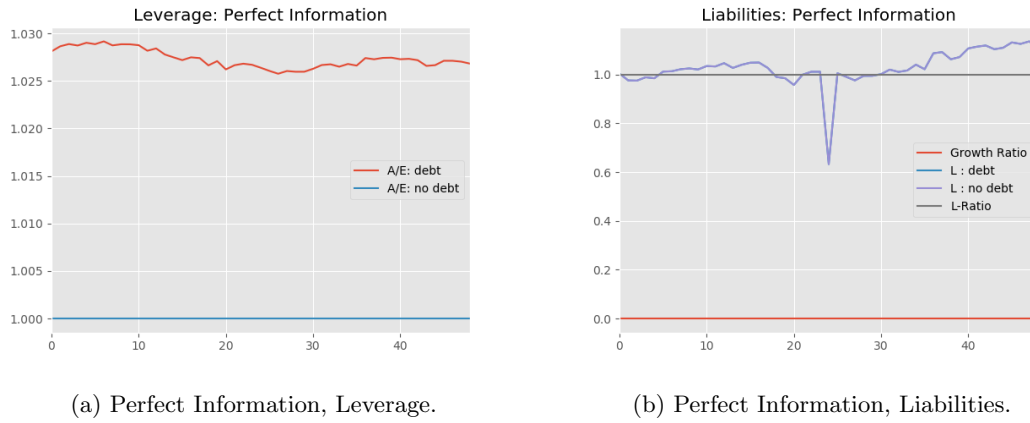 Leverage: Perfect Information
1.030
1.025
1.020
1.015
1.010
1.005
1.000
0
10
20
30
40
A/E: debt
A/E: no debt
(a) Perfect Information, Leverage.
Liabilities: Perfect Information
1.0
0.8
0.6
0.4
0.2
0.0
0
10
20
30
40
Growth Ratio
L : debt
L : no debt
L-Ratio
(b) Perfect Information, Liabilities.